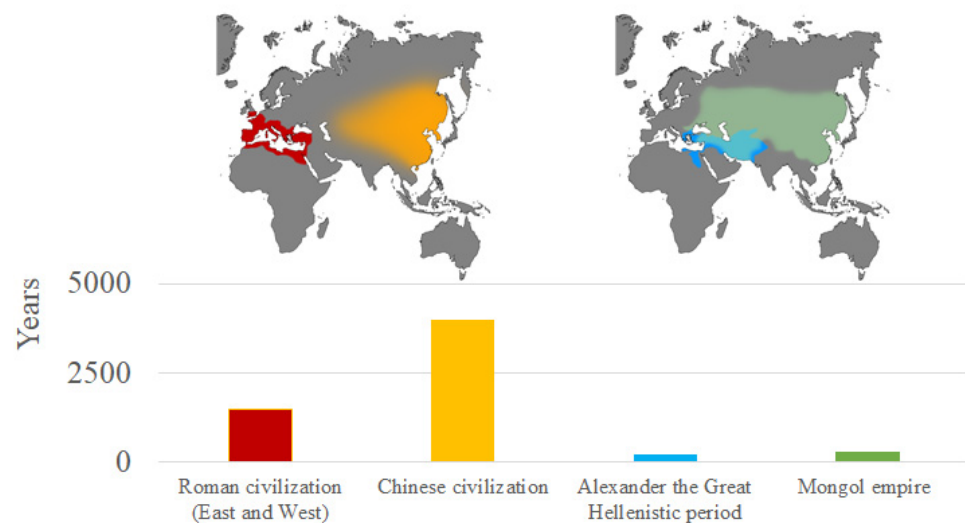 5000
Years
2500
0
Roman civilization
(East and West)
Chinese civilization
Alexander the Great
Hellenistic period
Mongol empire